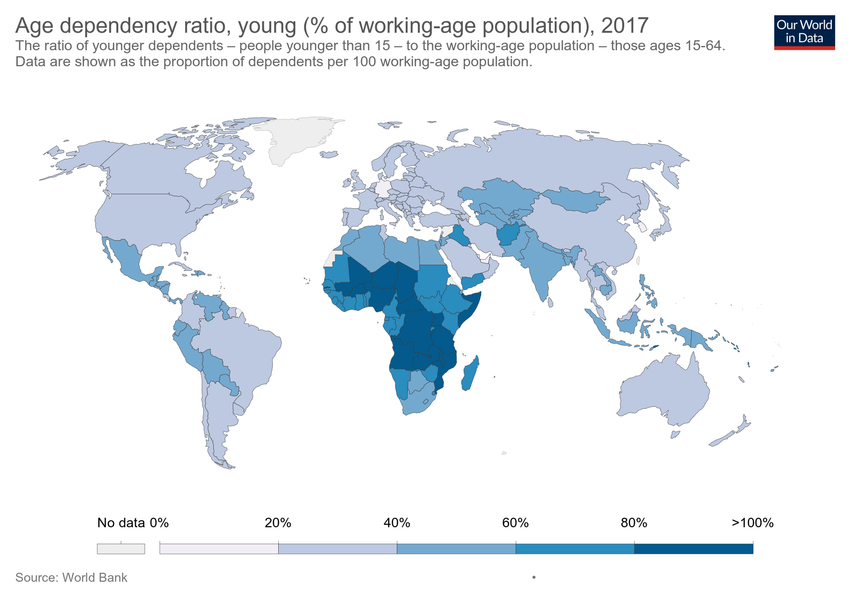 Age dependency ratio, young (% of working-age population), 2017
Our World
in Data
The ratio of younger dependents – people younger than 15 – to the working-age population – those ages 15-64.
Data are shown as the proportion of dependents per 100 working-age population.
No data 0% 20% 40% 60% 80% >100%
Source: World Bank